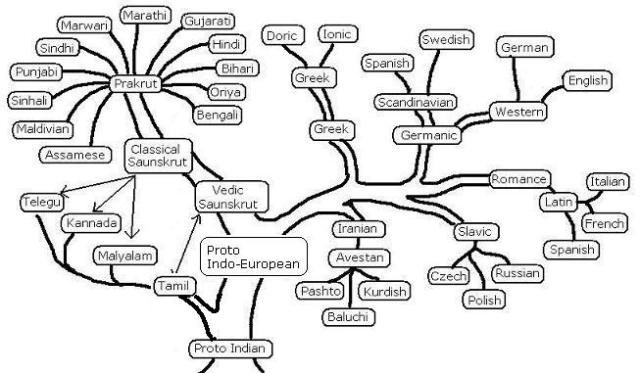 Marathi
Marwari
Gujarati
Sindhi
Hindi
Punjabi
Prakrut
Bihari
Sinhali
Oriya
Bengali
Maldivian
Assamese
Classical
Saunskrut
Telegu
Vedic
Saunskrut
Kannada
Malyalam
Tamil
Proto
Indo-European
Proto Indian
Doric
Ionic
Greek
Greek
Spanish
Swedish
Scandinavian
Germanic
German
English
Western
Romance
Latin
Italian
French
Spanish
Iranian
Avestan
Pashto
Kurdish
Baluchi
Slavic
Czech
Russian
Polish